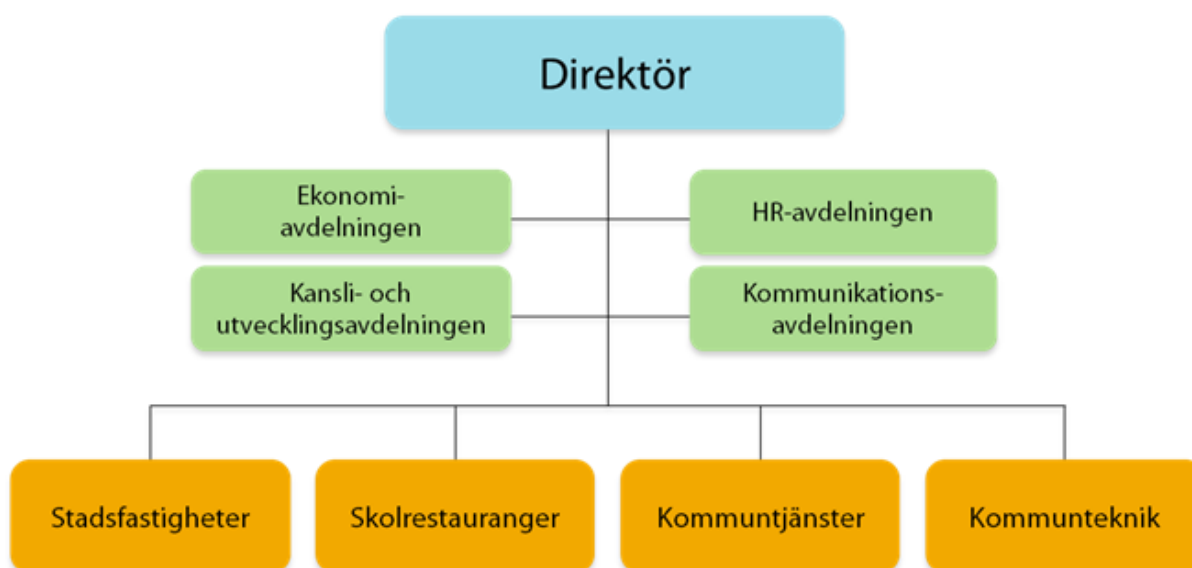 Direktör
Ekonomi-
avdelningen
HR-avdelningen
Kansli- och
utvecklingsavdelningen
Kommunikations-
avdelningen
Stadsfastigheter
Skolrestauranger
Kommuntjänster
Kommunteknik